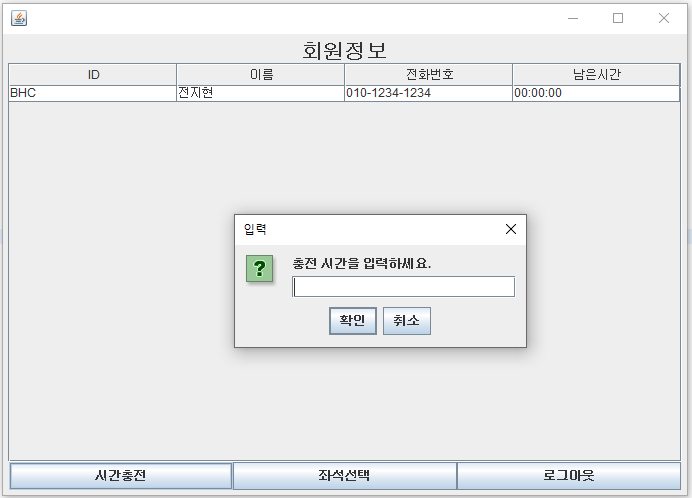 회원정보
ID 이름 전화번호 남은시간
BHC 전지현 010-1234-1234 00:00:00
입력
?
충전 시간을 입력하세요.
확인 취소
시간충전 좌석선택 로그아웃